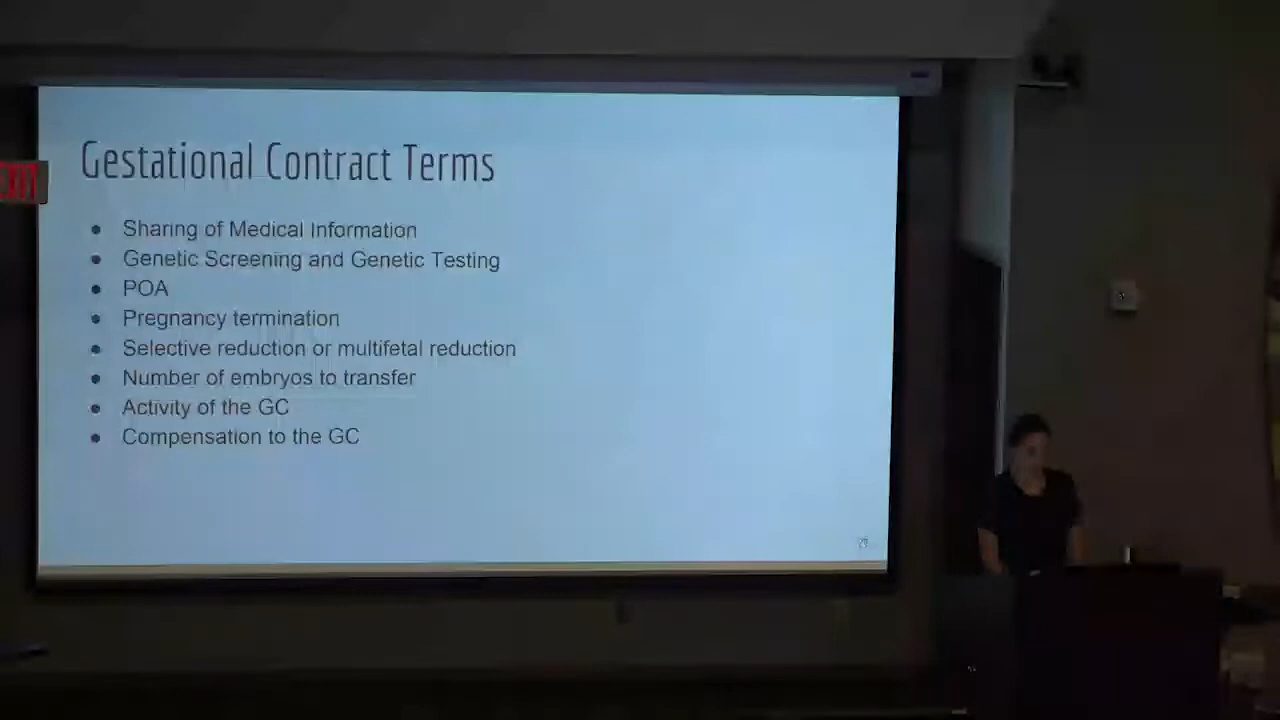 Gestational Contract Terms
● Sharing of Medical Information
● Genetic Screening and Genetic Testing
● POA
● Pregnancy termination
● Selective reduction or multifetal reduction
● Number of embryos to transfer
● Activity of the GC
● Compensation to the GC